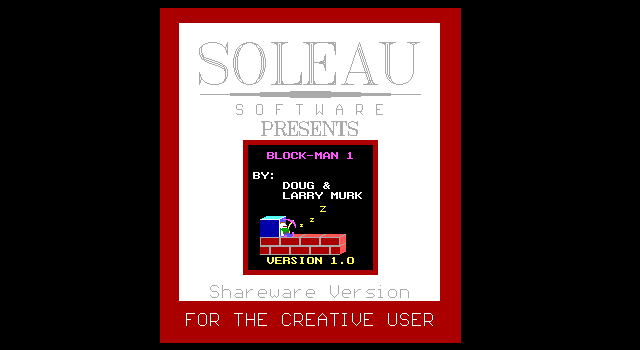 SOLEAU
SOFTWARE
PRESENTS
BLOCK-MAN 1
BY:
DOUG &
LARRY MURK
Z
z
z
VERSION 1.0
Shareware Version
FOR THE CREATIVE USER